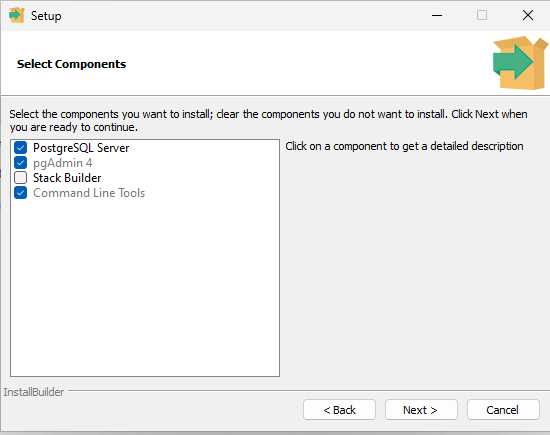 Setup
Select Components
Select the components you want to install; clear the components you do not want to install. Click Next when
you are ready to continue.
PostgreSQL Server
Click on a component to get a detailed description
pgAdmin 4
Stack Builder
Command Line Tools
InstallBuilder
< Back
Next >
Cancel